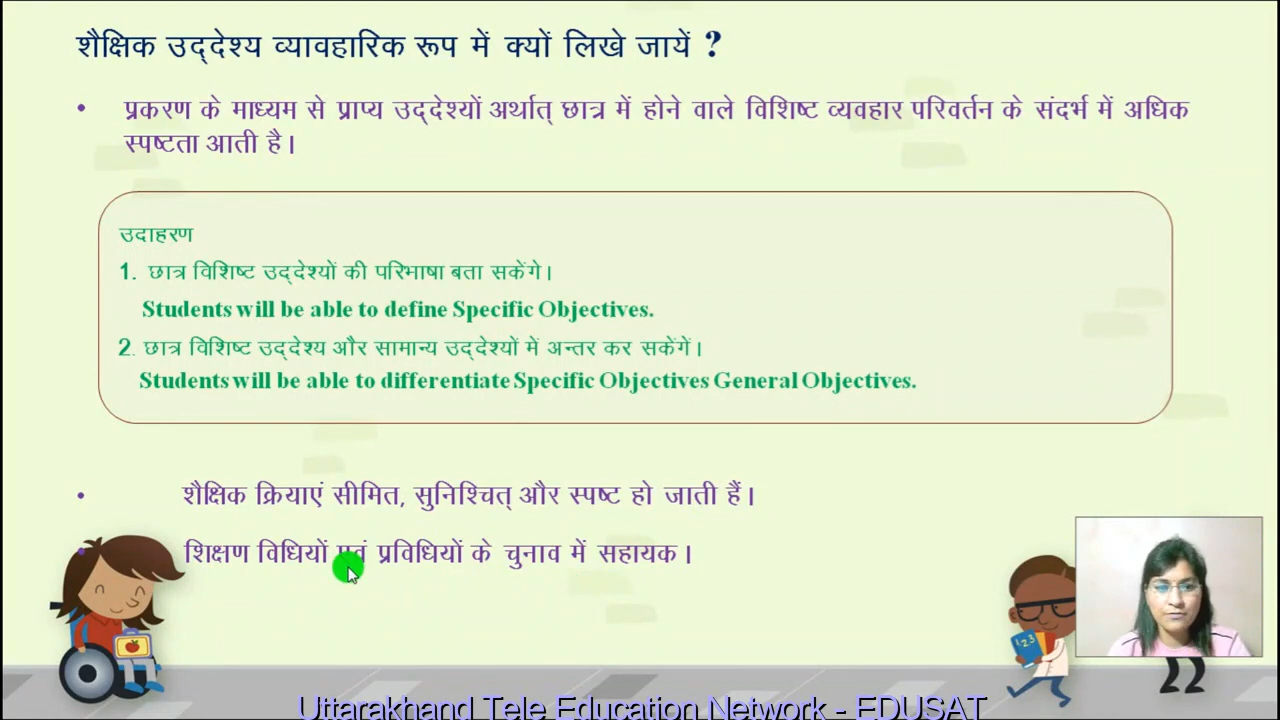 शैक्षिक उद्देश्य व्यावहारिक रूप में क्यों लिखे जायें ?
• प्रकरण के माध्यम से प्राप्य उद्देश्यों अर्थात् छात्र में होने वाले विशिष्ट व्यवहार परिवर्तन के संदर्भ में अधिक
स्पष्टता आती है।
उदाहरण
1. छात्र विशिष्ट उद्देश्यों की परिभाषा बता सकेंगे।
Students will be able to define Specific Objectives.
2. छात्र विशिष्ट उद्देश्य और सामान्य उद्देश्यों में अन्तर कर सकेंगें।
Students will be able to differentiate Specific Objectives General Objectives.
• शैक्षिक क्रियाएं सीमित, सुनिश्चित् और स्पष्ट हो जाती हैं।
• शिक्षण विधियों एवं प्रविधियों के चुनाव में सहायक।
123
Uttarakhand Tele Education Network - EDUSAT